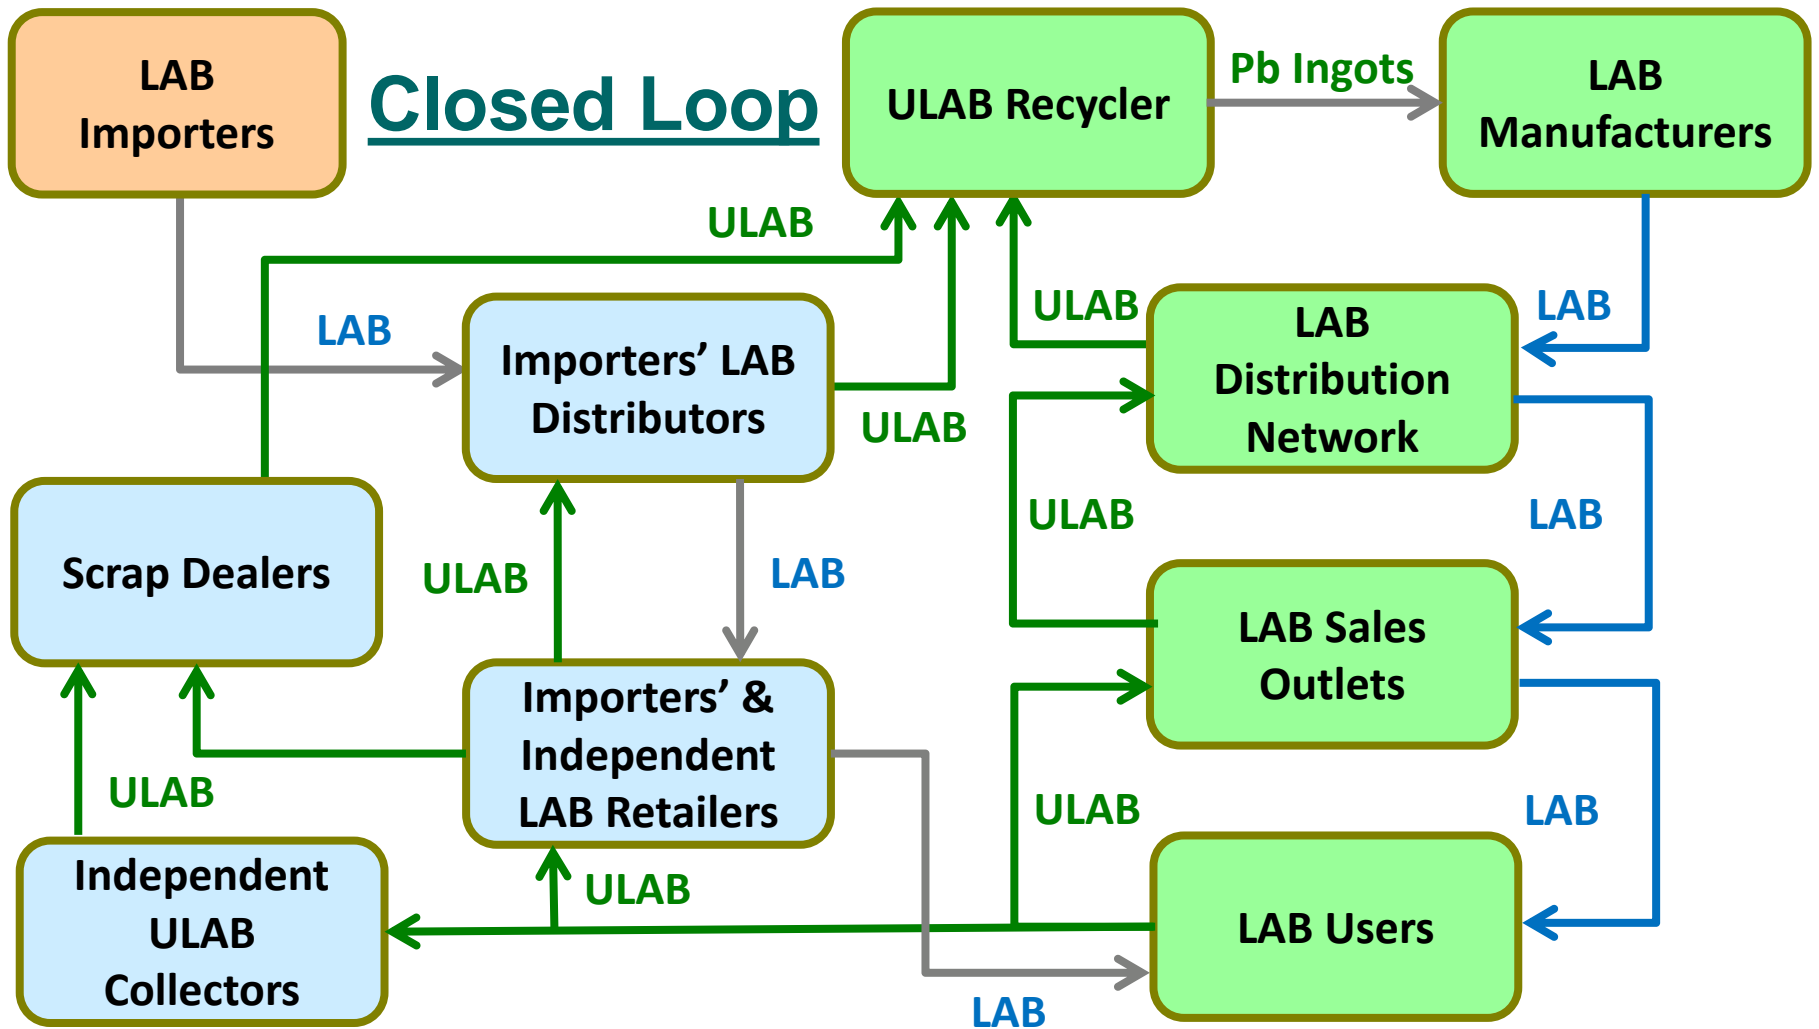 LAB
Importers
Closed Loop
ULAB Recycler
Pb Ingots
LAB
Manufacturers
ULAB
LAB
Importers’ LAB
Distributors
ULAB
ULAB
LAB
Distribution
Network
LAB
Scrap Dealers
ULAB
LAB
ULAB
LAB
LAB Sales
Outlets
Importers’ &
Independent
LAB Retailers
ULAB
ULAB
LAB
Independent
ULAB
Collectors
ULAB
LAB Users
LAB